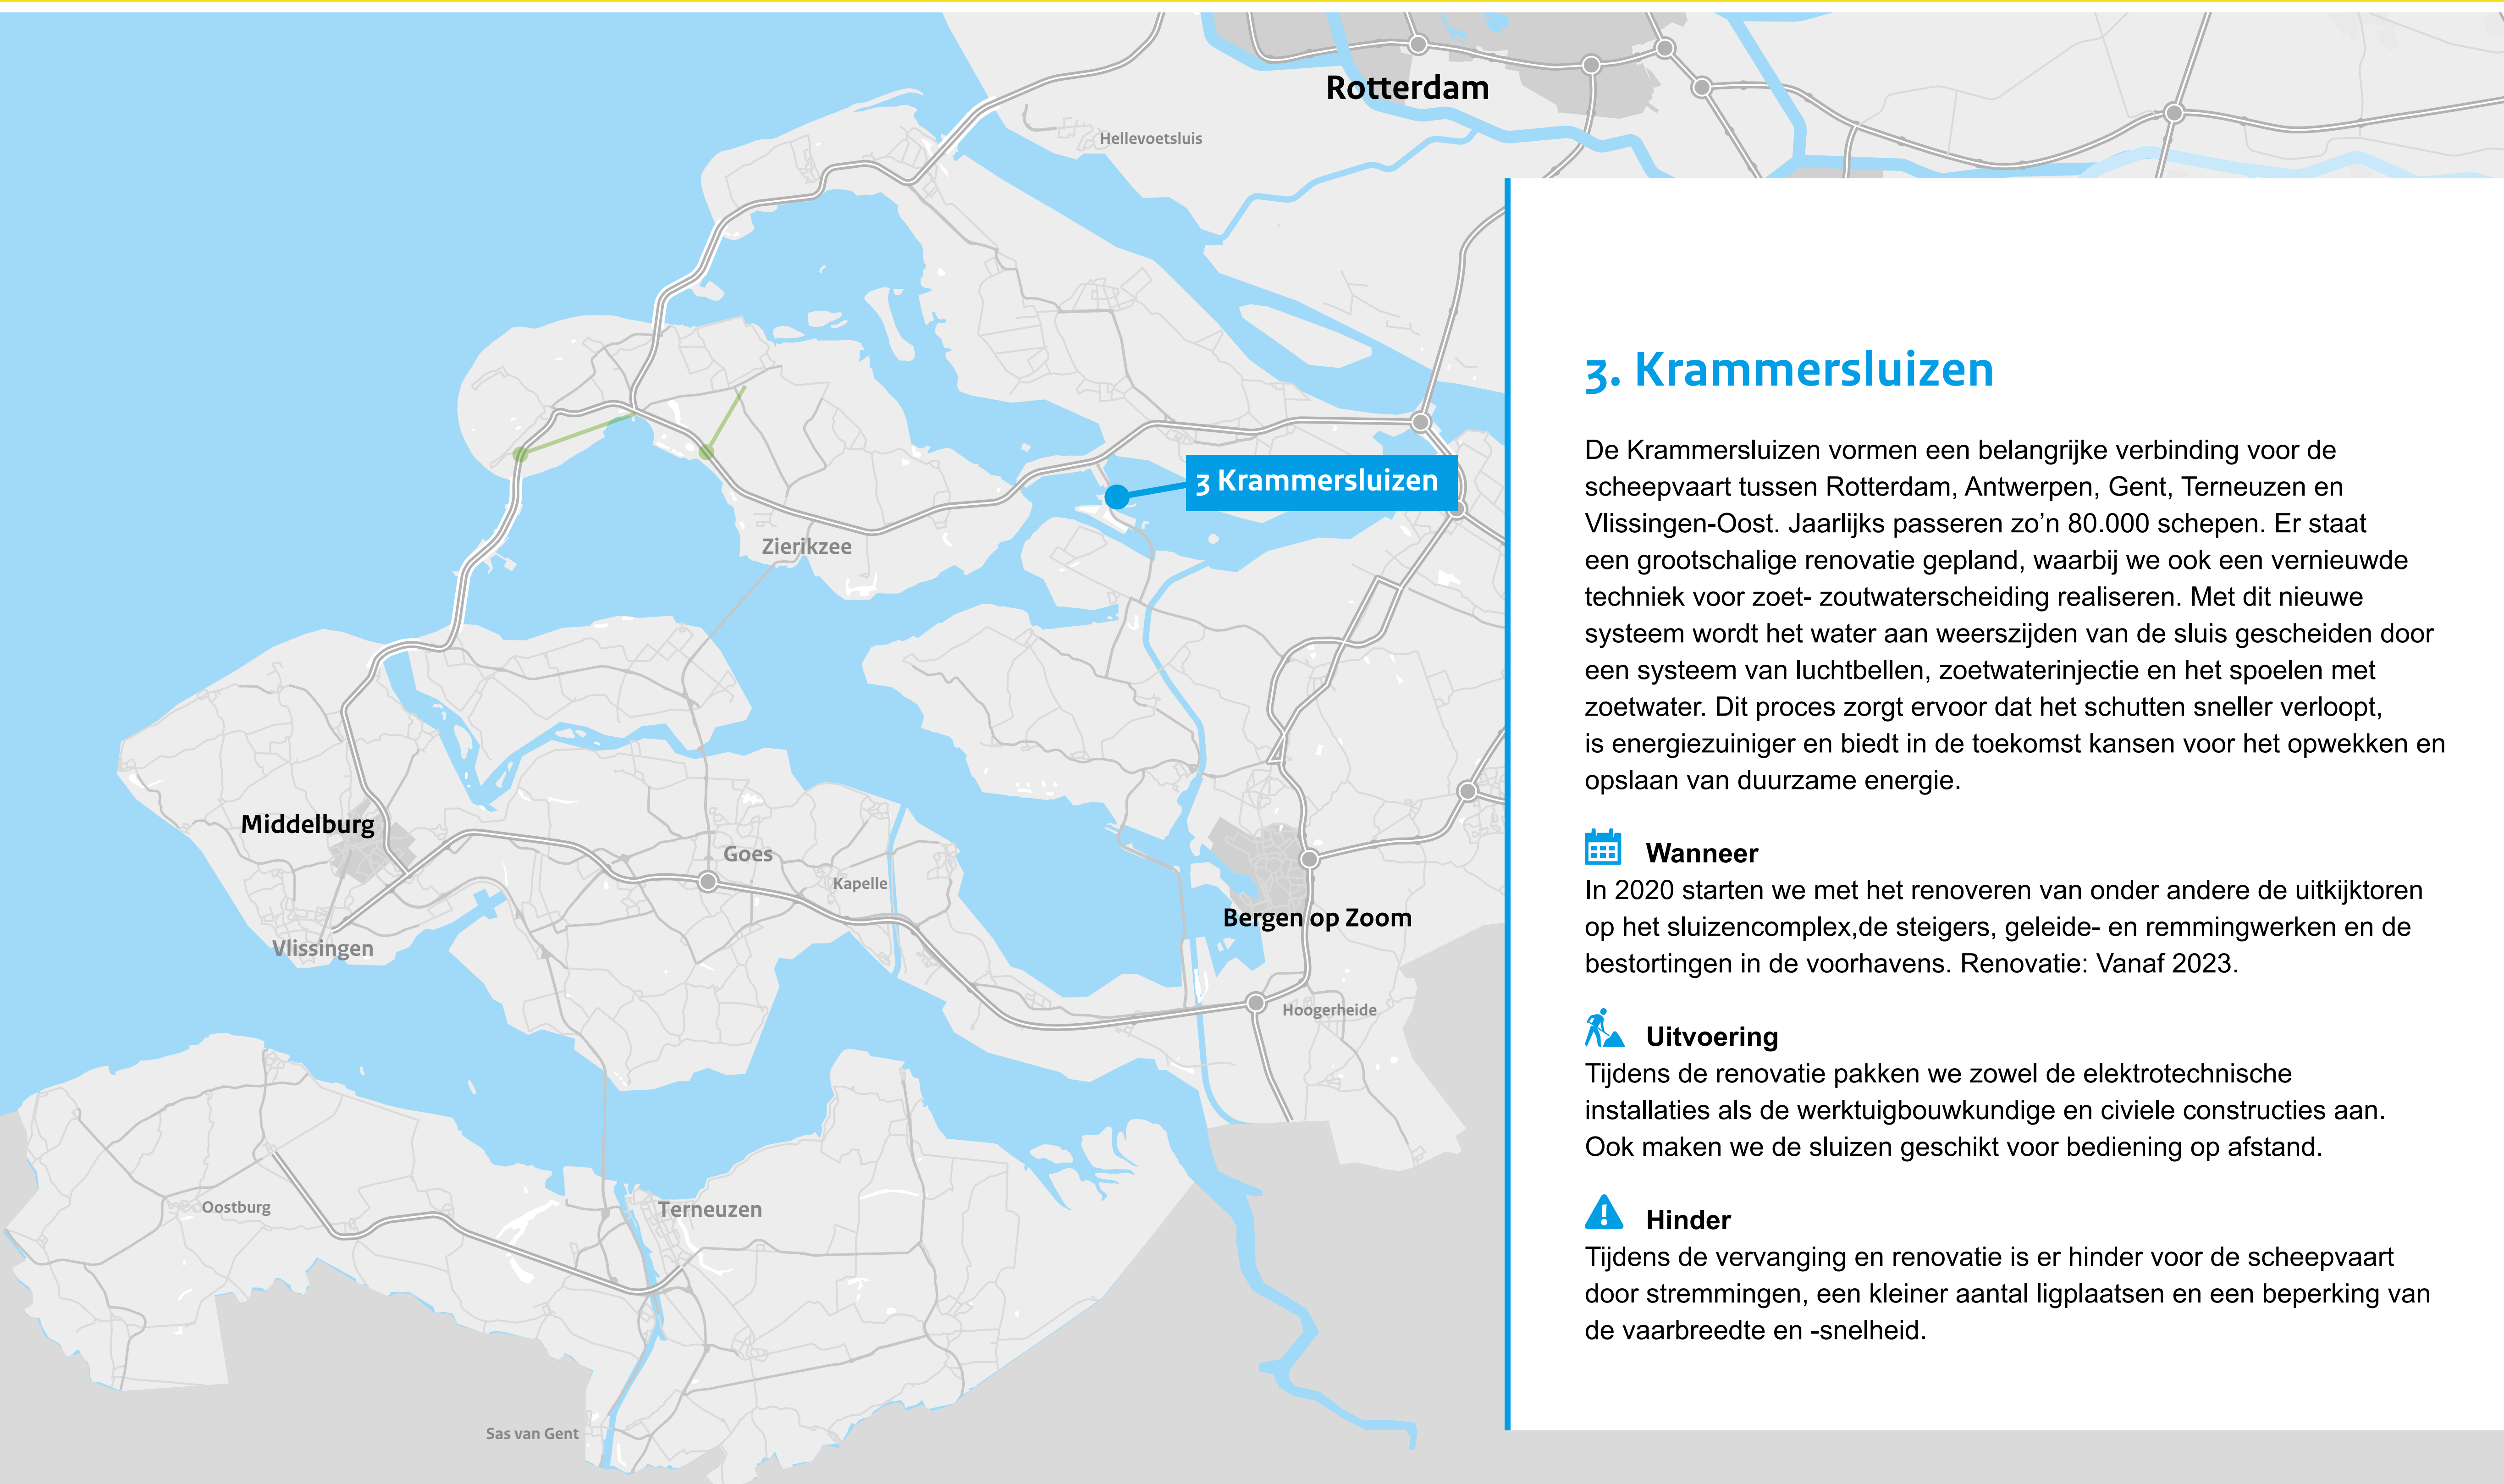 Rotterdam
Hellevoetsluis
3 Krammersluizen
Zierikzee
Middelburg
Goes
Kapelle
Bergen op Zoom
Vlissingen
Hoogerheide
Oostburg
Terneuzen
Sas van Gent
3. Krammersluizen
De Krammersluizen vormen een belangrijke verbinding voor de
scheepvaart tussen Rotterdam, Antwerpen, Gent, Terneuzen en
Vlissingen-Oost. Jaarlijks passeren zo’n 80.000 schepen. Er staat
een grootschalige renovatie gepland, waarbij we ook een vernieuwde
techniek voor zoet- zoutwaterscheiding realiseren. Met dit nieuwe
systeem wordt het water aan weerszijden van de sluis gescheiden door
een systeem van luchtbellen, zoetwaterinjectie en het spoelen met
zoetwater. Dit proces zorgt ervoor dat het schutten sneller verloopt,
is energiezuiniger en biedt in de toekomst kansen voor het opwekken en
opslaan van duurzame energie.
Wanneer
In 2020 starten we met het renoveren van onder andere de uitkijktoren
op het sluizencomplex,de steigers, geleide- en remmingwerken en de
bestortingen in de voorhavens. Renovatie: Vanaf 2023.
Uitvoering
Tijdens de renovatie pakken we zowel de elektrotechnische
installaties als de werktuigbouwkundige en civiele constructies aan.
Ook maken we de sluizen geschikt voor bediening op afstand.
Hinder
Tijdens de vervanging en renovatie is er hinder voor de scheepvaart
door stremmingen, een kleiner aantal ligplaatsen en een beperking van
de vaarbreedte en -snelheid.